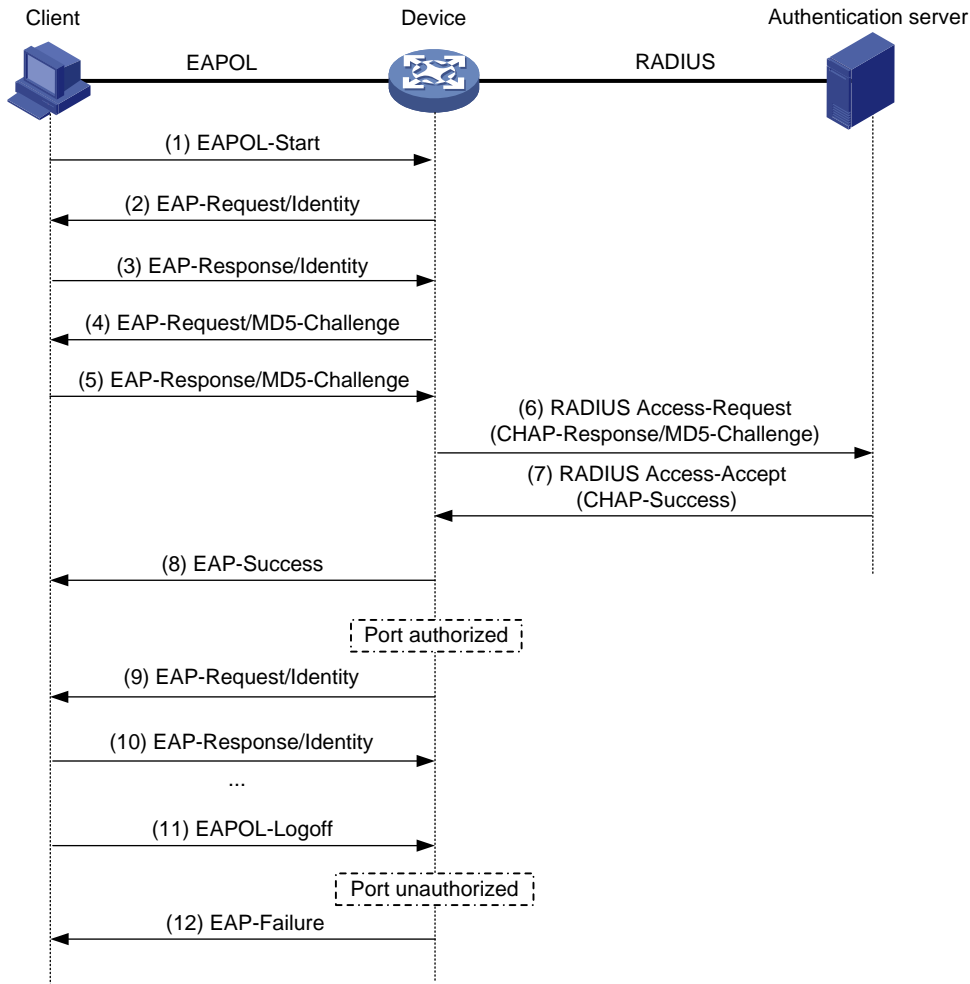 Client
Device
Authentication server
EAPOL
RADIUS
(1) EAPOL-Start
(2) EAP-Request/Identity
(3) EAP-Response/Identity
(4) EAP-Request/MD5-Challenge
(5) EAP-Response/MD5-Challenge
(6) RADIUS Access-Request
(CHAP-Response/MD5-Challenge)
(7) RADIUS Access-Accept
(CHAP-Success)
(8) EAP-Success
Port authorized
(9) EAP-Request/Identity
(10) EAP-Response/Identity
...
(11) EAPOL-Logoff
Port unauthorized
(12) EAP-Failure